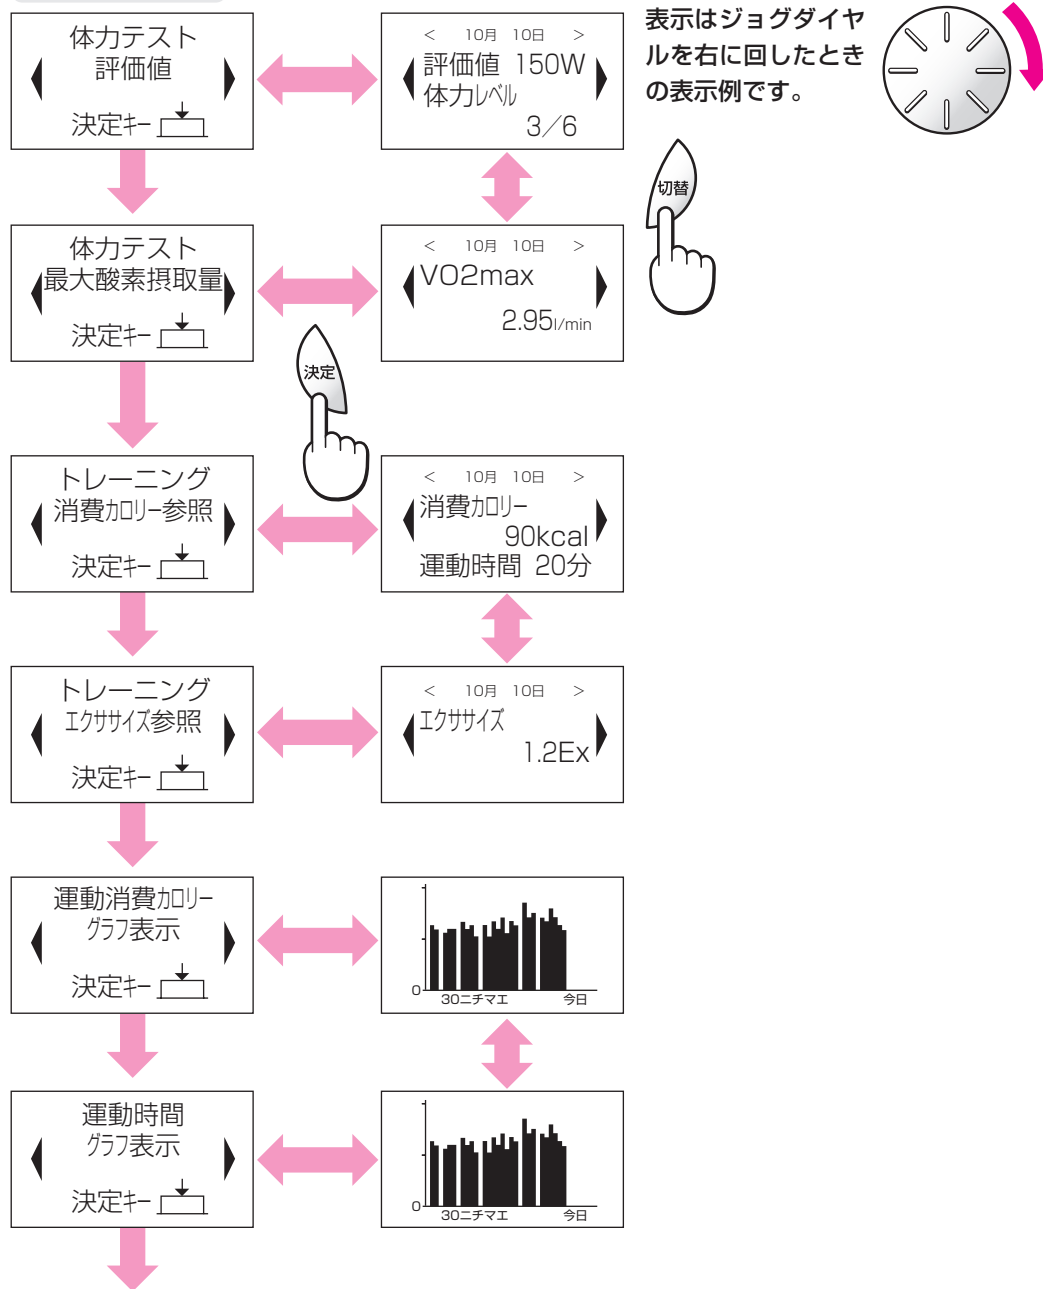 体力テスト
評価値
決定キー
< 10月 10日 >
評価値 150W
体力レベル
3/6
表示はジョグダイヤ
ルを右に回したとき
の表示例です。
切替
体力テスト
最大酸素摂取量
決定キー
< 10月 10日 >
VO2max
2.95l/min
決定
トレーニング
消費カロリー参照
決定キー
< 10月 10日 >
消費カロリー
90kcal
運動時間 20分
トレーニング
エクササイズ参照
決定キー
< 10月 10日 >
エクササイズ
1.2Ex
運動消費カロリー
グラフ表示
決定キー
0
30ニチマエ 今日
運動時間
グラフ表示
決定キー
0
30ニチマエ 今日